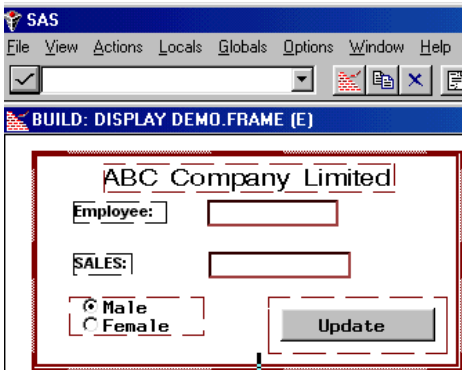 SAS
File View Actions Locals Globals Options Window Help
BUILD: DISPLAY DEMO.FRAME (E)
ABC Company Limited
Employee:
SALES:
Male
Female
Update